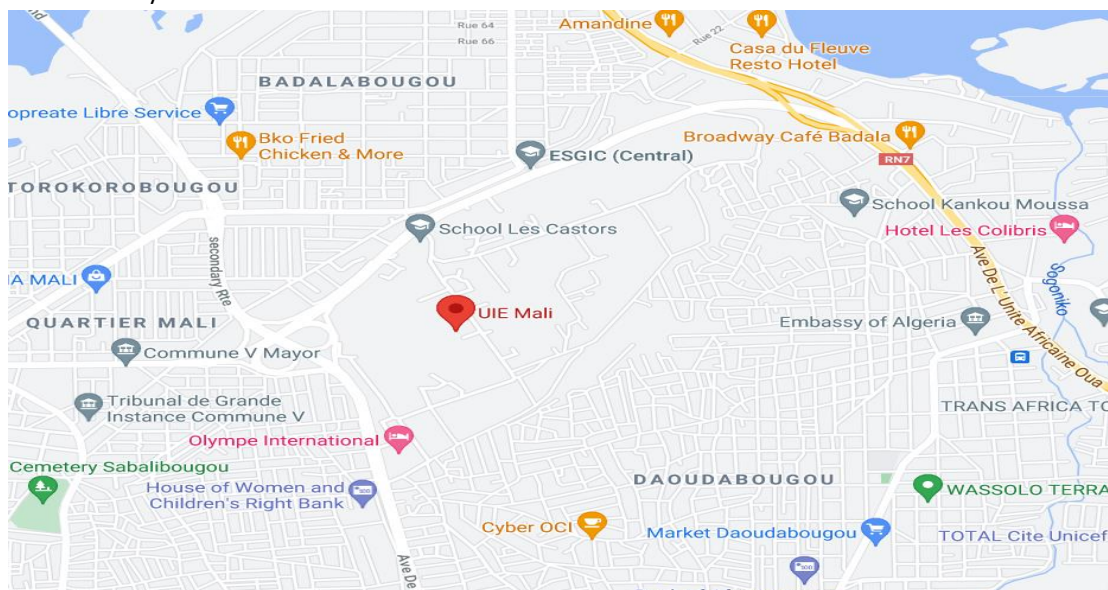 Rue 64
Rue 66
Amandine
Rue 22
Casa du Fleuve
Resto Hotel
BADALABOUGOU
opreate Libre Service
Bko Fried
Chicken & More
ESGIC (Central)
Broadway Café Badala
RN7
TOROKOROBOUGOU
School Kankou Moussa
School Les Castors
Hotel Les Colibris
secondary Rte
Sogoniko
IA MALI
UIE Mali
Ave De L' Unite Africaine Oua
QUARTIER MALI
Embassy of Algeria
Commune V Mayor
Tribunal de Grande
Instance Commune V
TRANS AFRICA TO
Olympe International
Cemetery Sabalibougou
House of Women and
Children's Right Bank
DAOUDABOUGOU
WASSOLO TERRA
Cyber OCI
Market Daoudabougou
TOTAL Cite Unicef
Ave De